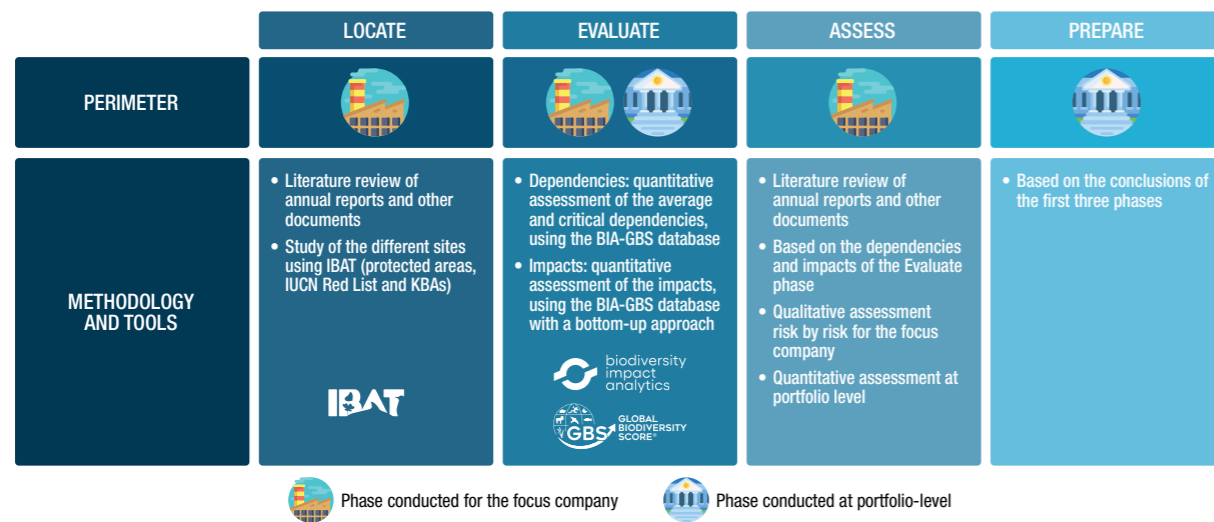 LOCATE
EVALUATE
ASSESS
PREPARE
PERIMETER
METHODOLOGY
AND TOOLS
• Literature review of
annual reports and other
documents
• Study of the different sites
using IBAT (protected areas,
IUCN Red List and KBAs)
IBAT
• Dependencies: quantitative
assessment of the average
and critical dependencies,
using the BIA-GBS database
• Impacts: quantitative
assessment of the impacts,
using the BIA-GBS database
with a bottom-up approach
biodiversity
impact
analytics
GBS
GLOBAL
BIODIVERSITY
SCORE®
• Literature review of
annual reports and other
documents
• Based on the dependencies
and impacts of the Evaluate
phase
• Qualitative assessment
risk by risk for the focus
company
• Quantitative assessment at
portfolio level
• Based on the conclusions of
the first three phases
Phase conducted for the focus company
Phase conducted at portfolio-level